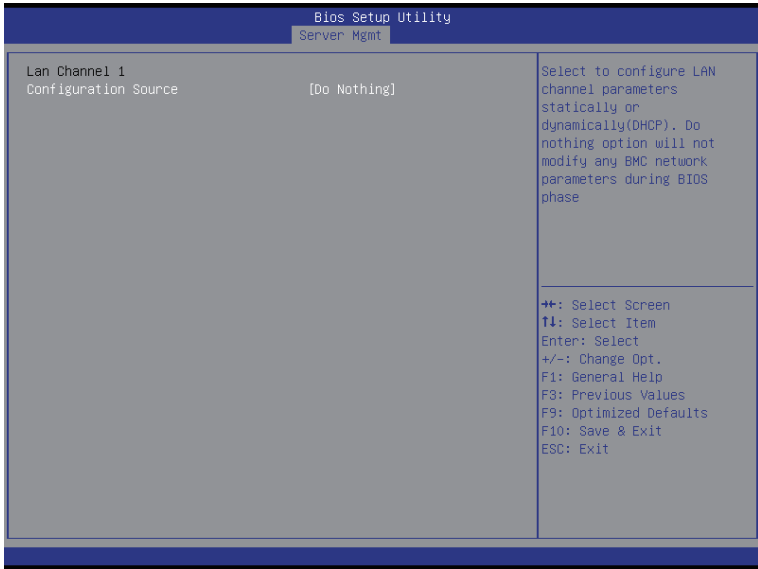 Bios Setup Utility
Server Mgmt
Lan Channel 1
Configuration Source [Do Nothing]
Select to configure LAN
channel parameters
statically or
dynamically(DHCP). Do
nothing option will not
modify any BMC network
parameters during BIOS
phase
→←: Select Screen
↑↓: Select Item
Enter: Select
+/-: Change Opt.
F1: General Help
F3: Previous Values
F9: Optimized Defaults
F10: Save & Exit
ESC: Exit